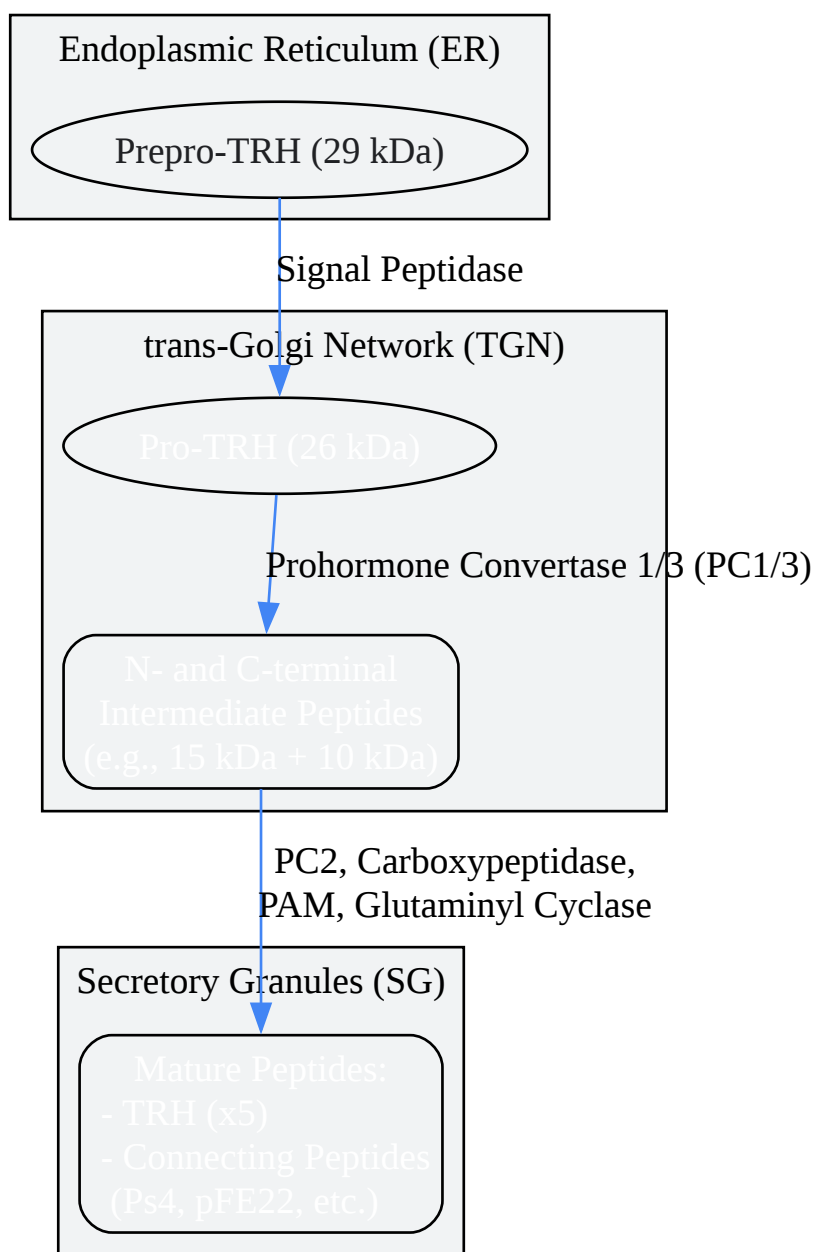 Endoplasmic Reticulum (ER)
Prepro-TRH (29 kDa)
Signal Peptidase
trans-Golgi Network (TGN)
Pro-TRH (26 kDa)
Prohormone Convertase 1/3 (PC1/3)
N- and C-terminal
Intermediate Peptides
(e.g., 15 kDa + 10 kDa)
PC2, Carboxypeptidase,
PAM, Glutaminyl Cyclase
Secretory Granules (SG)
Mature Peptides:
- TRH (x5)
- Connecting Peptides
(Ps4, pFE22, etc.)